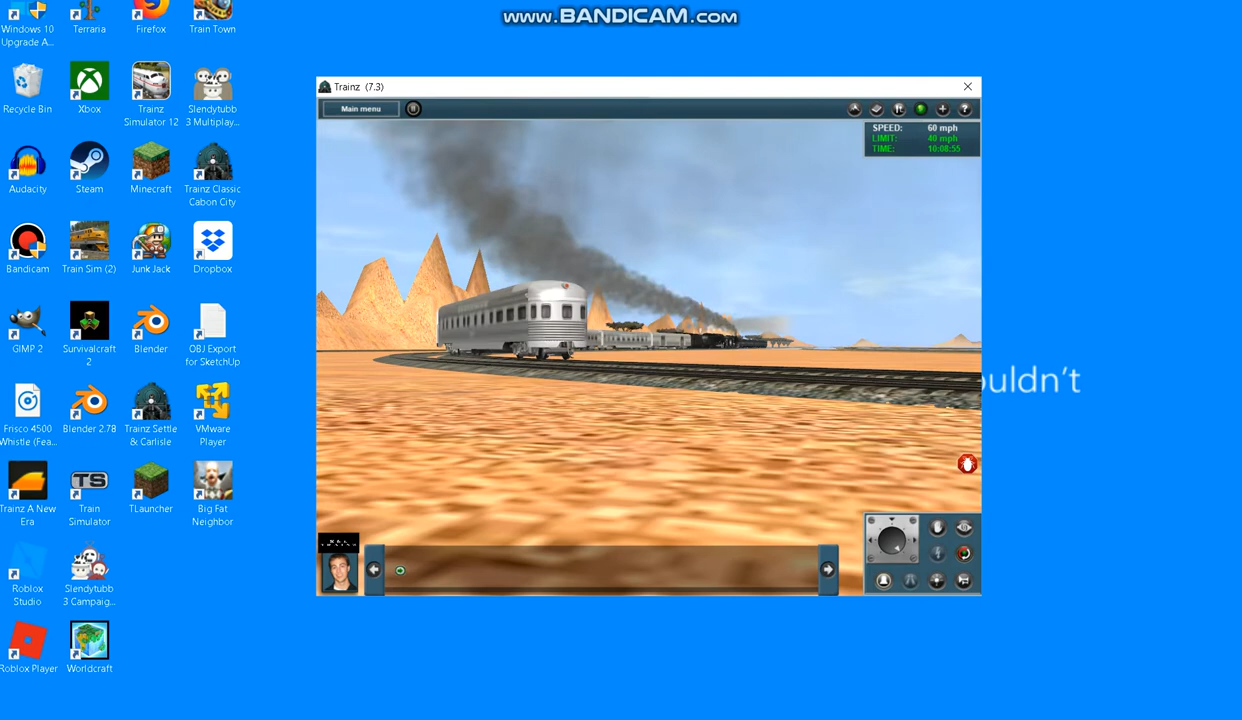 www.BANDICAM.com
Windows 10
Upgrade A...
Terraria
Firefox
Train Town
Recycle Bin
Xbox
Trainz
Simulator 12
Slendytubb
3 Multiplay...
Audacity
Steam
Minecraft
Trainz Classic
Cabon City
Bandicam
Train Sim (2)
Junk Jack
Dropbox
GIMP 2
Survivalcraft
2
Blender
OBJ Export
for SketchUp
Frisco 4500
Whistle (Fea...
Blender 2.78
Trainz Settle
& Carlisle
VMware
Player
Trainz A New
Era
TS
Train
Simulator
TLauncher
Big Fat
Neighbor
Roblox
Studio
Slendytubb
3 Campaig...
Roblox Player
Worldcraft
Trainz (7.3)
Main menu
?
SPEED: 60 mph
LIMIT: 40 mph
TIME: 10:08:55
ouldn't